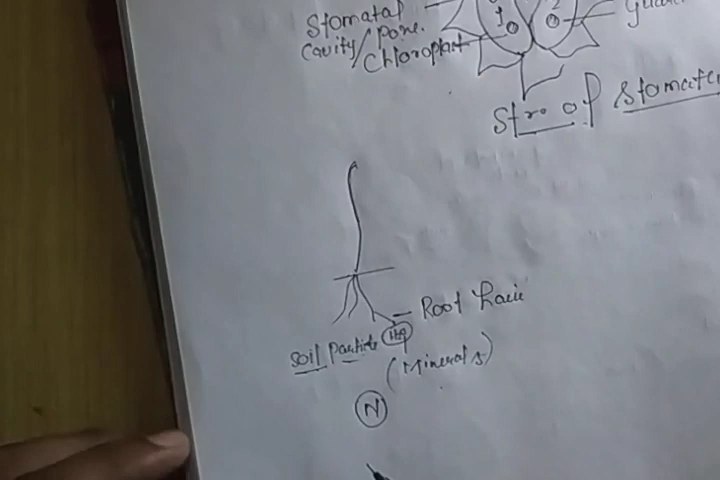 Stomatal
cavity/pore.
Chloroplast
Str. of Stomata
Root hair
Soil Particle
(Minerals)
N